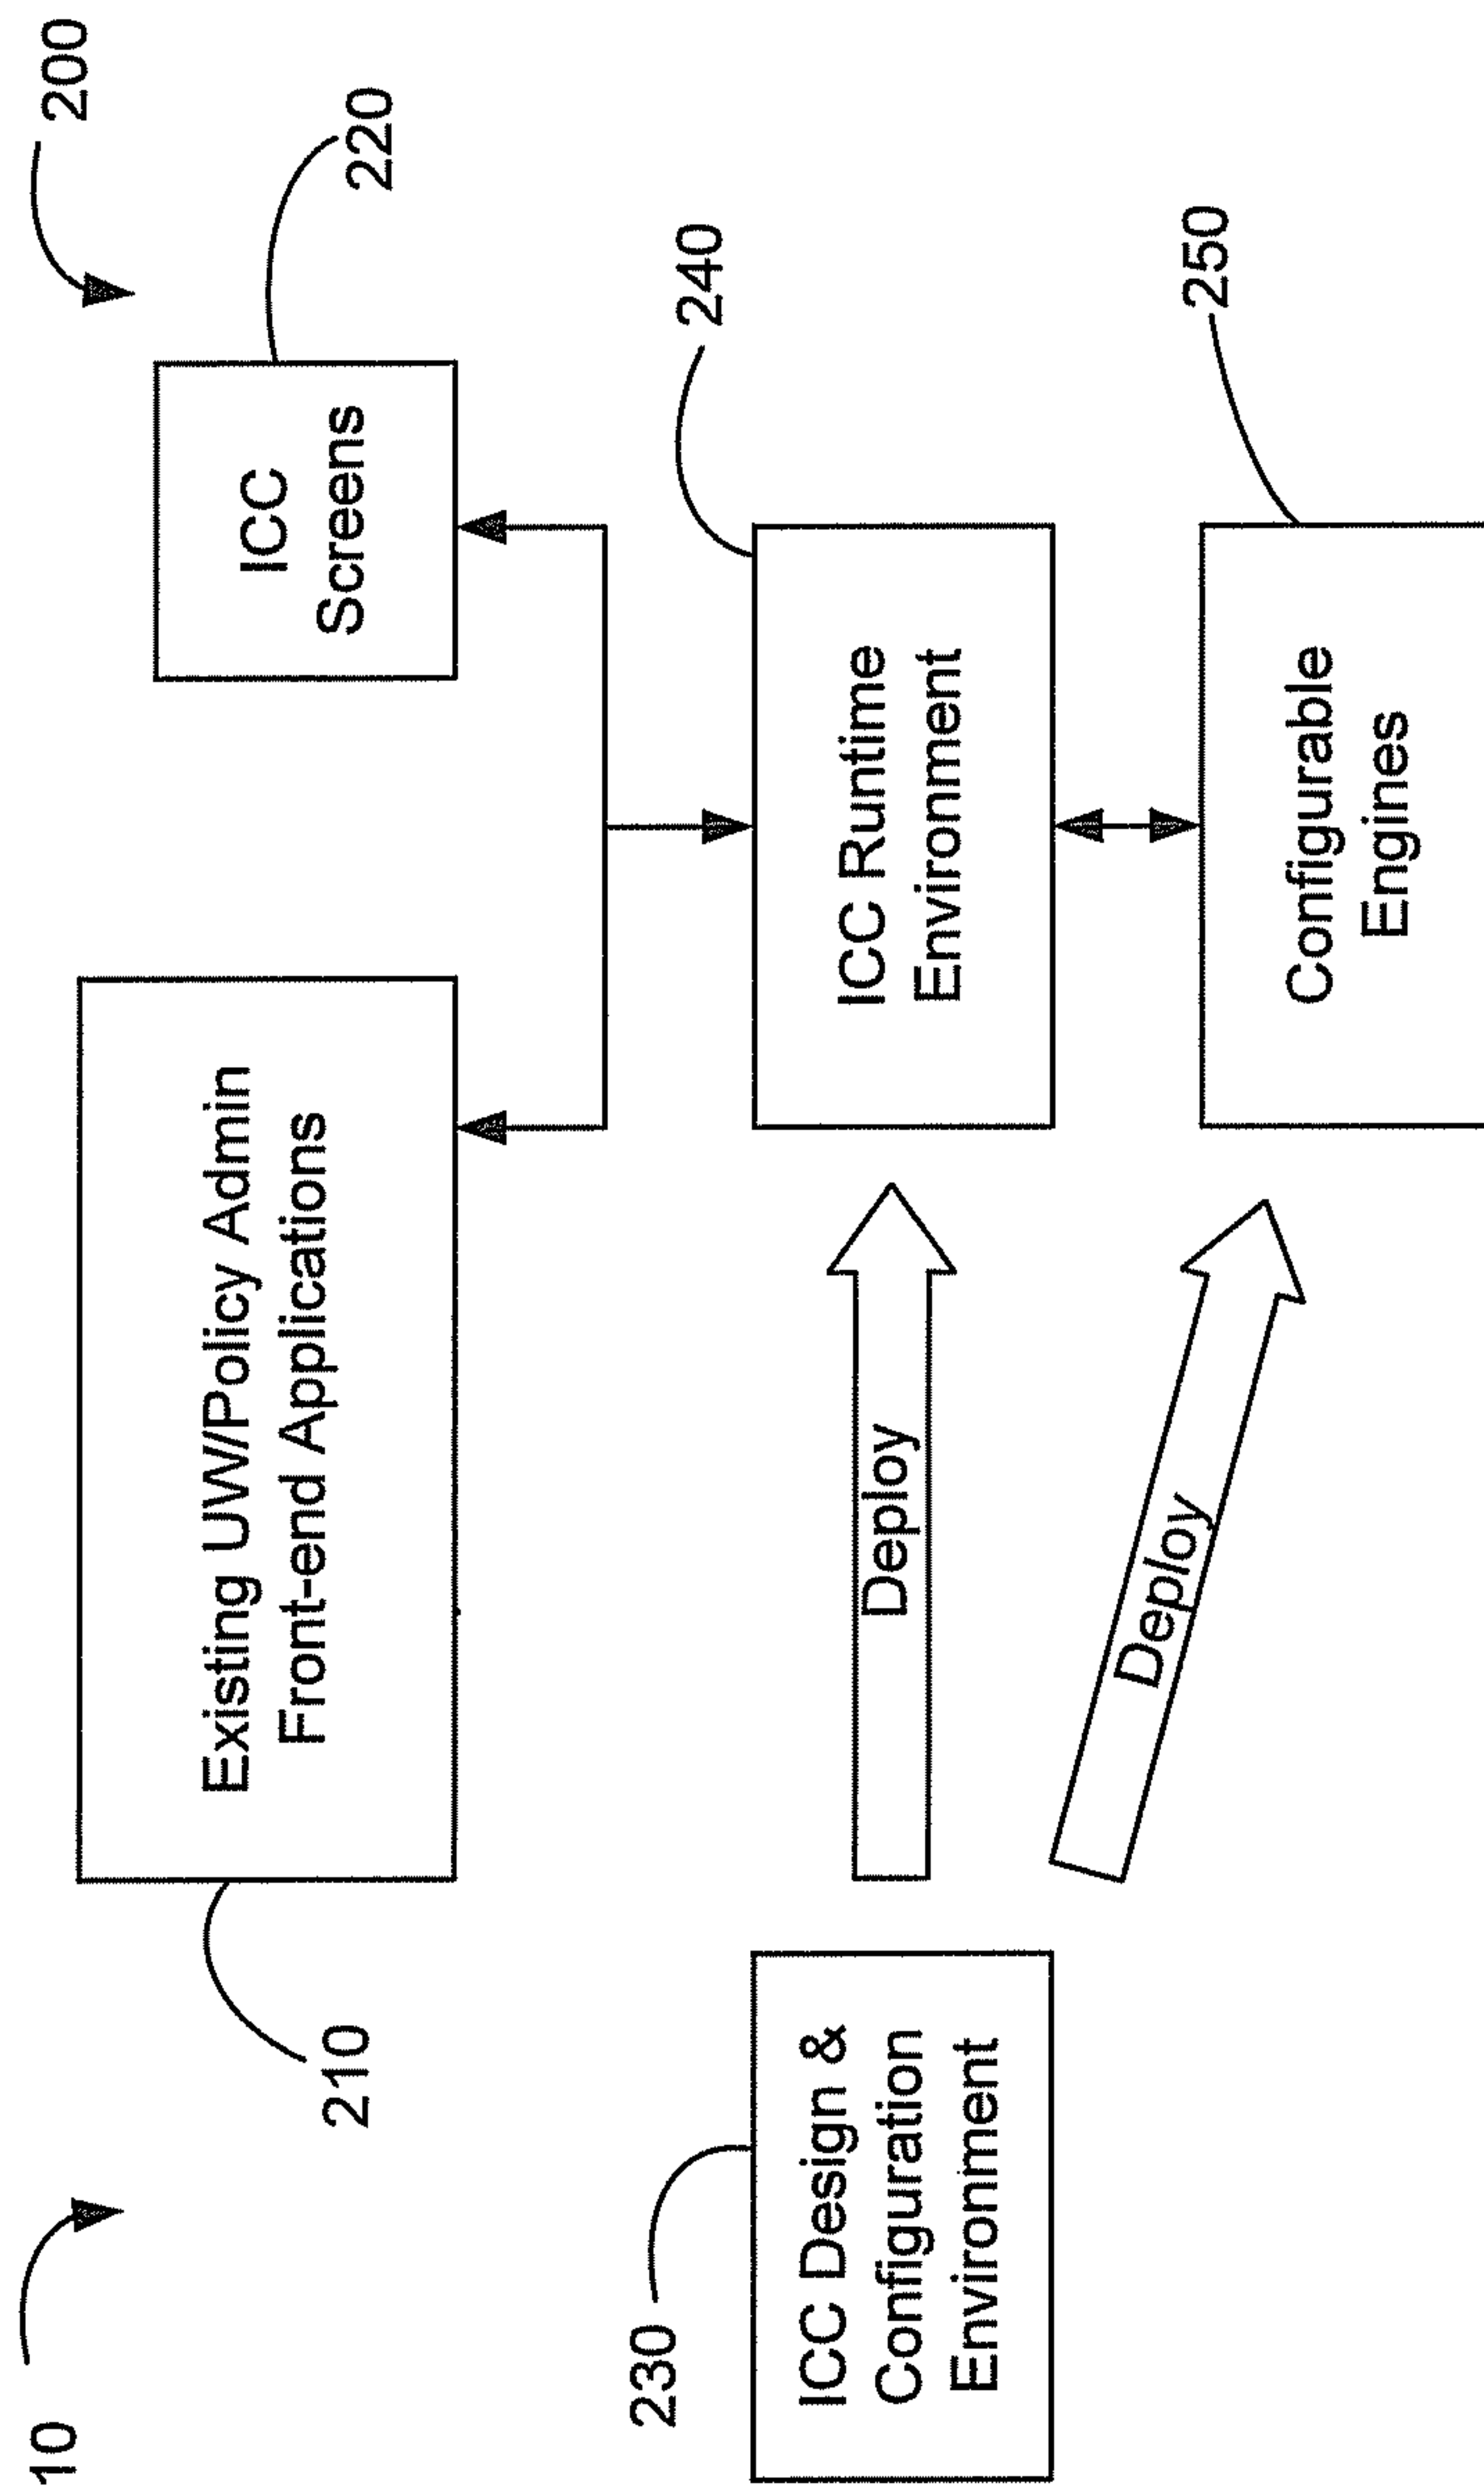 10
200
210
Existing UW/Policy Admin
Front-end Applications
ICC
Screens
220
230
ICC Design &
Configuration
Environment
Deploy
Deploy
240
ICC Runtime
Environment
250
Configurable
Engines